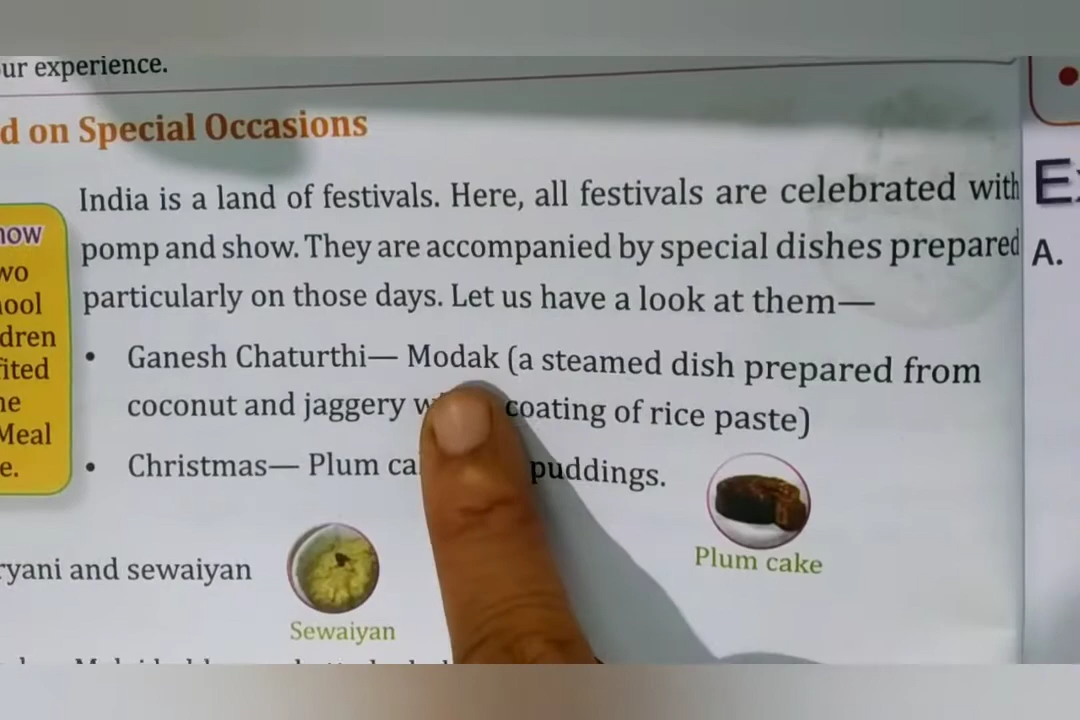 ur experience.
d on Special Occasions
India is a land of festivals. Here, all festivals are celebrated with
pomp and show. They are accompanied by special dishes prepared
particularly on those days. Let us have a look at them—
• Ganesh Chaturthi— Modak (a steamed dish prepared from
coconut and jaggery coating of rice paste)
• Christmas— Plum puddings.
Plum cake
ryani and sewaiyan
Sewaiyan
now
wo
ool
dren
fited
ne
Meal
e.
E
A.